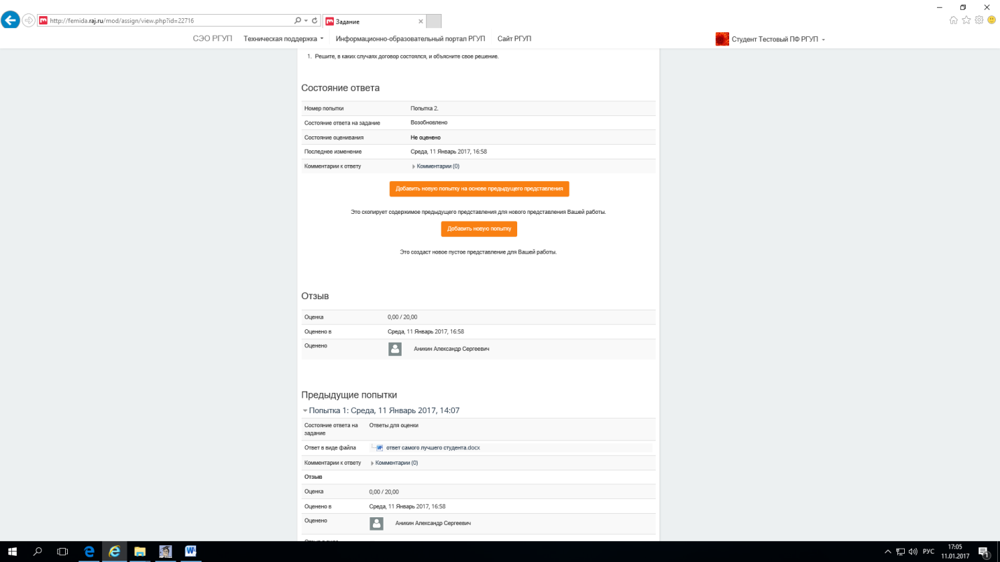 http://femida.raj.ru/mod/assign/view.php?id=22716
Задание
СЭО РГУП Техническая поддержка Информационно-образовательный портал РГУП Сайт РГУП Студент Тестовый ПФ РГУП
1. Решите, в каких случаях договор состоялся, и объясните свое решение.
Состояние ответа
Номер попытки Попытка 2.
Состояние ответа на задание Возобновлено
Состояние оценивания Не оценено
Последнее изменение Среда, 11 Январь 2017, 16:58
Комментарии к ответу Комментарии (0)
Добавить новую попытку на основе предыдущего представления
Это скопирует содержимое предыдущего представления для нового представления Вашей работы.
Добавить новую попытку
Это создаст новое пустое представление для Вашей работы.
Отзыв
Оценка 0,00 / 20,00
Оценено в Среда, 11 Январь 2017, 16:58
Оценено Аникин Александр Сергеевич
Предыдущие попытки
Попытка 1: Среда, 11 Январь 2017, 14:07
Состояние ответа на Ответы для оценки
задание
Ответ в виде файла ответ самого лучшего студента.docx
Комментарии к ответу Комментарии (0)
Отзыв
Оценка 0,00 / 20,00
Оценено в Среда, 11 Январь 2017, 16:58
Оценено Аникин Александр Сергеевич
РУС 17:05
11.01.2017